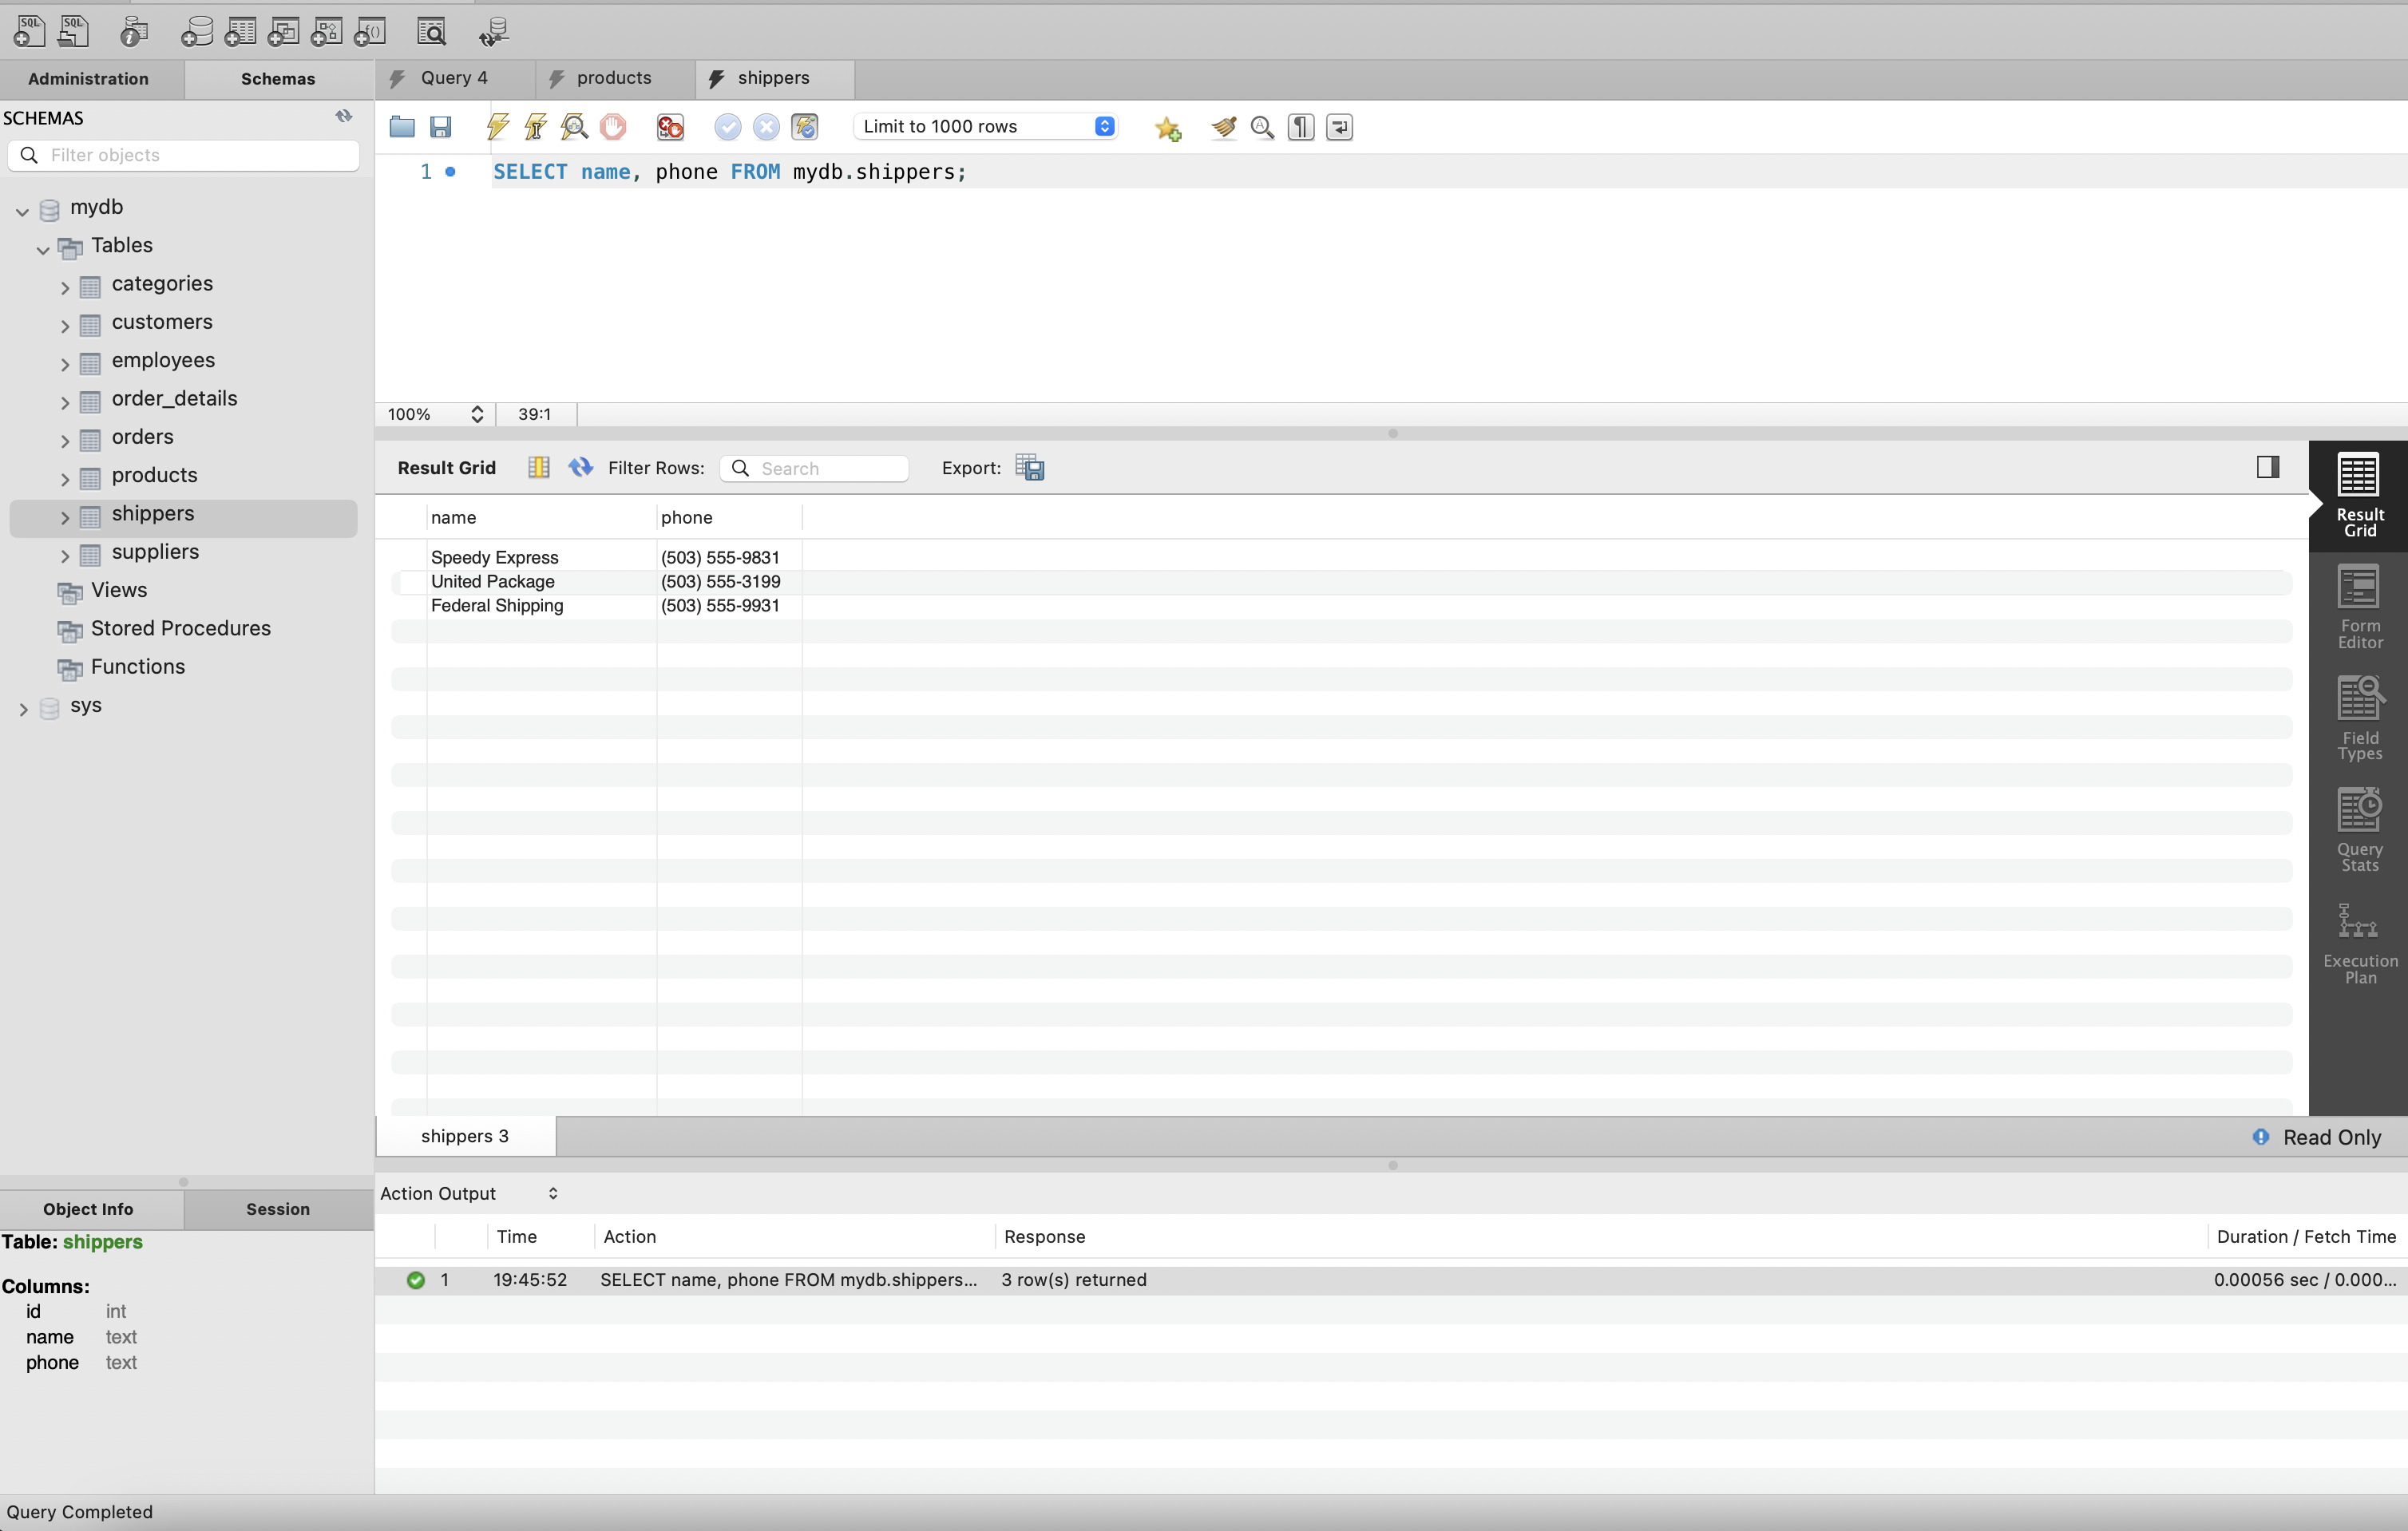 SQL SQL
Administration Schemas
Query 4 products shippers
SCHEMAS
Filter objects
Limit to 1000 rows
1 SELECT name, phone FROM mydb.shippers;
mydb
Tables
categories
customers
employees
order_details
orders
products
shippers
suppliers
Views
Stored Procedures
Functions
sys
100% 39:1
Result Grid Filter Rows: Search Export:
name phone
Speedy Express (503) 555-9831
United Package (503) 555-3199
Federal Shipping (503) 555-9931
Result
Grid
Form
Editor
Field
Types
Query
Stats
Execution
Plan
shippers 3 Read Only
Object Info Session
Table: shippers
Columns:
id int
name text
phone text
Action Output
Time Action Response Duration / Fetch Time
1 19:45:52 SELECT name, phone FROM mydb.shippers... 3 row(s) returned 0.00056 sec / 0.000...
Query Completed